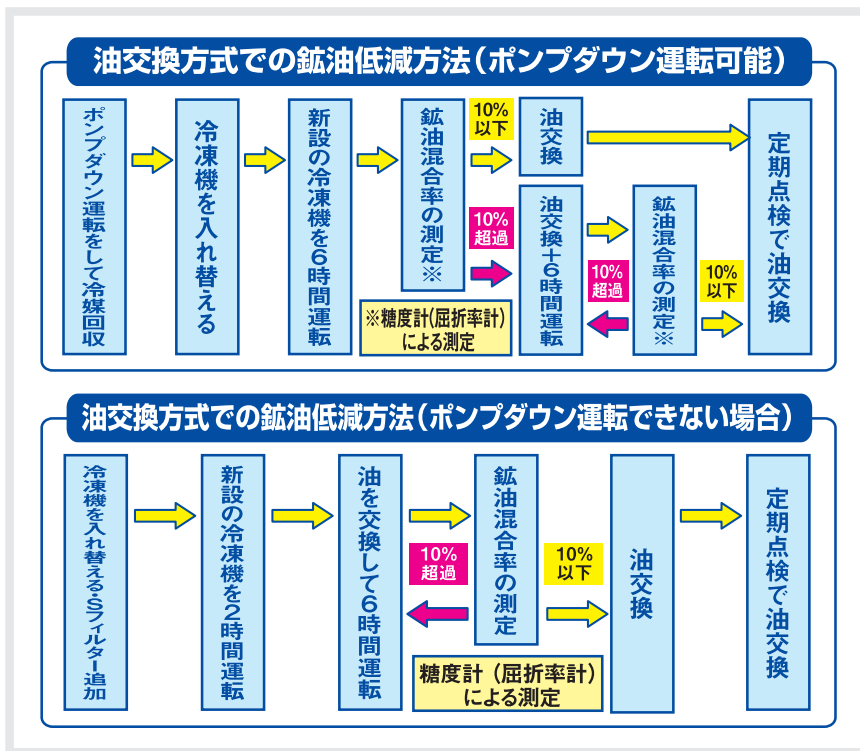 油交換方式での鉱油低減方法（ポンプダウン運転可能）
ポンプダウン運転をして冷媒回収
冷凍機を入れ替える
新設の冷凍機を6時間運転
鉱油混合率の測定※
10%
以下
油交換
10%
超過
油交換＋6時間運転
10%
超過
鉱油混合率の測定※
10%
以下
定期点検で油交換
※糖度計(屈折率計)
による測定
油交換方式での鉱油低減方法（ポンプダウン運転できない場合）
冷凍機を入れ替える・Sフィルター追加
新設の冷凍機を2時間運転
油を交換して6時間運転
10%
超過
鉱油混合率の測定
10%
以下
油交換
定期点検で油交換
糖度計（屈折率計）
による測定